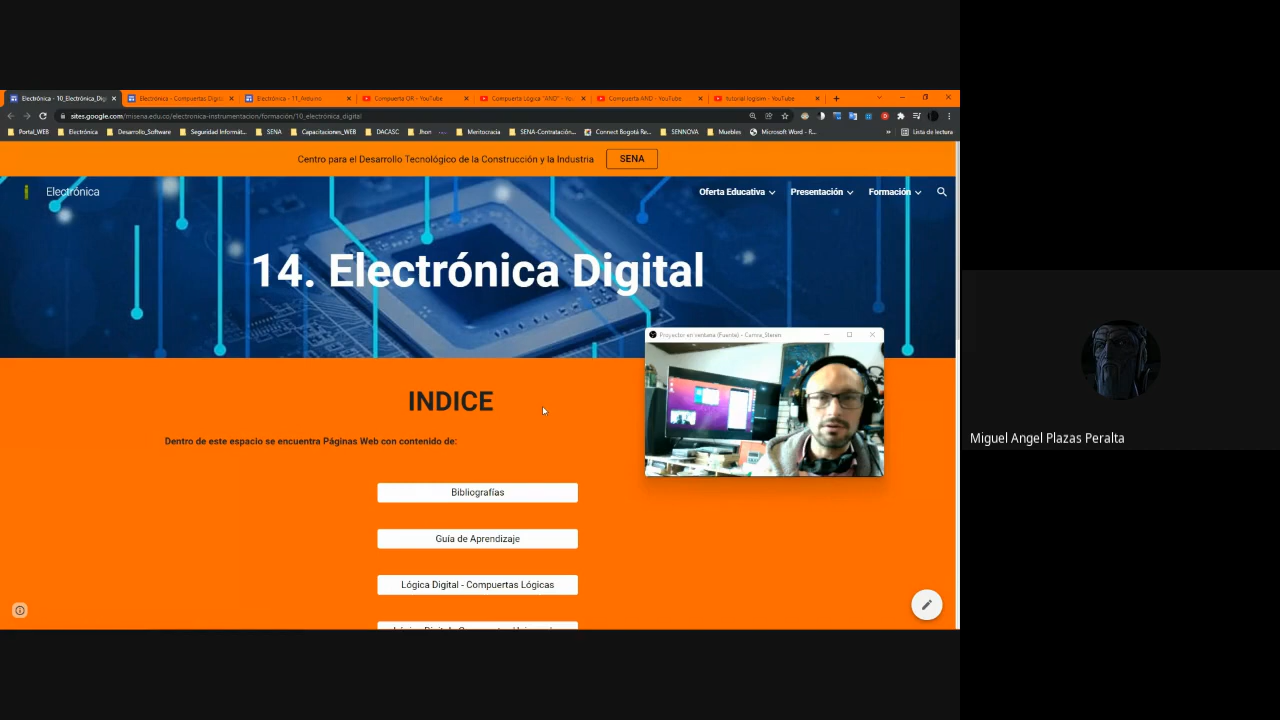 Electrónica - 10_Electrónica_Dig
Electrónica - Compuertas Digita
Electrónica - 11_Arduino
Compuerta OR - YouTube
Compuerta Lógica "AND" - Yo
Compuerta AND - YouTube
tutorial logisim - YouTube
sites.google.com/misena.edu.co/electronica-instrumentacion/formación/10_electronica_digital
Portal_WEB
Electrónica
Desarrollo_Software
Seguridad Informát...
SENA
Capacitaciones_WEB
DACASC
Jhon
Meritocracia
SENA-Contratación...
Connect Bogotá Re...
SENNOVA
Muebles
Microsoft Word - R...
»
Lista de lectura
Centro para el Desarrollo Tecnológico de la Construcción y la Industria
SENA
Electrónica
Oferta Educativa
Presentación
Formación
14. Electrónica Digital
Proyector en ventana (Fuente) - Camra_Steren
INDICE
Dentro de este espacio se encuentra Páginas Web con contenido de:
Bibliografías
Guía de Aprendizaje
Lógica Digital - Compuertas Lógicas
Miguel Angel Plazas Peralta